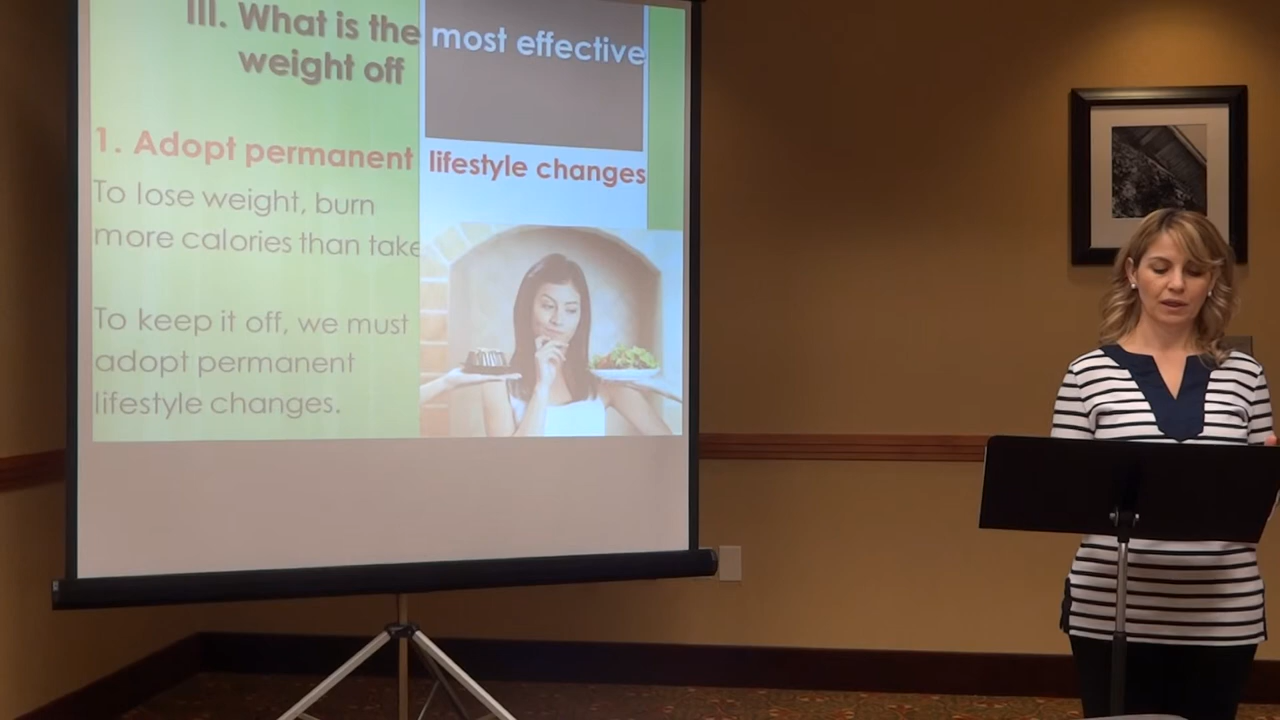 III. What is the most effective
weight off
1. Adopt permanent lifestyle changes
To lose weight, burn
more calories than take
To keep it off, we must
adopt permanent
lifestyle changes.